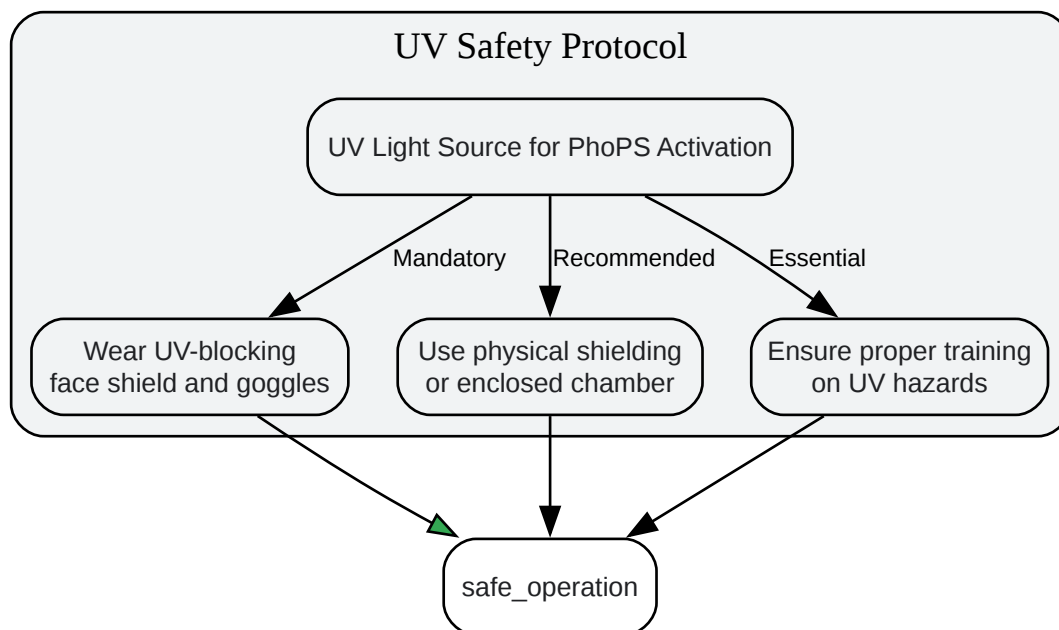 UV Safety Protocol
UV Light Source for PhoPS Activation
Mandatory
Recommended
Essential
Wear UV-blocking
face shield and goggles
Use physical shielding
or enclosed chamber
Ensure proper training
on UV hazards
safe_operation